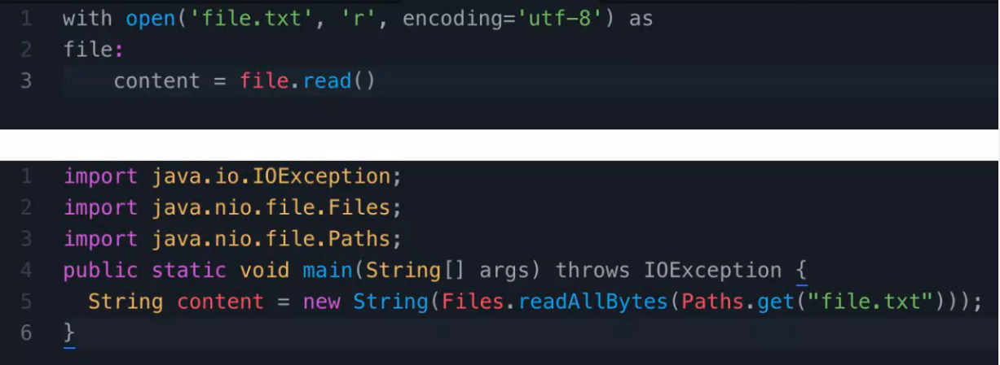 1 with open('file.txt', 'r', encoding='utf-8') as
2 file:
3     content = file.read()
1 import java.io.IOException;
2 import java.nio.file.Files;
3 import java.nio.file.Paths;
4 public static void main(String[] args) throws IOException {
5   String content = new String(Files.readAllBytes(Paths.get("file.txt")));
6 }